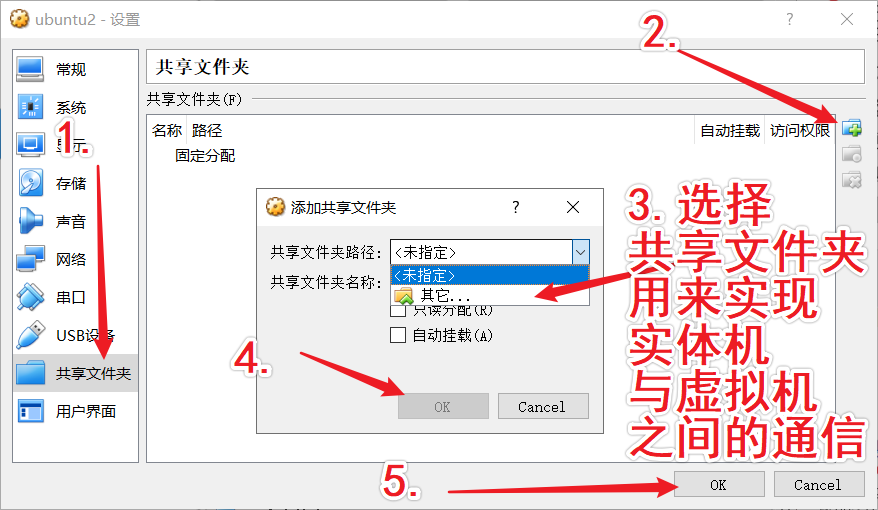 ubuntu2 - 设置
?
2.
常规
共享文件夹
系统
共享文件夹(F)
1.
示
名称 路径 自动挂载 访问权限
固定分配
存储
声音
网络
串口
USB设备
共享文件夹
用户界面
添加共享文件夹 ?
共享文件夹路径: <未指定>
<未指定>
共享文件夹名称:
其它...
只读分配(R)
自动挂载(A)
OK Cancel
3. 选择
共享文件夹
用来实现
实体机
与虚拟机
之间的通信
4.
5.
OK Cancel